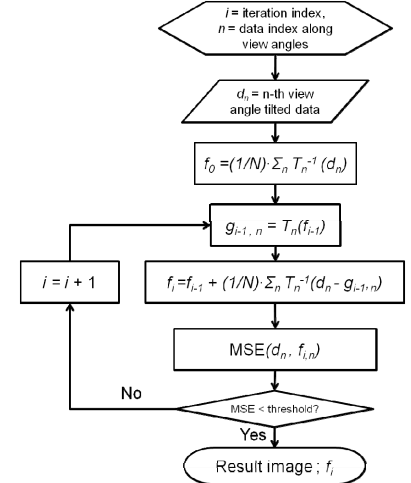 i = iteration index,
n = data index along
view angles
dₙ = n-th view
angle tilted data
f₀ =(1/N)·Σₙ Tₙ⁻¹ (dₙ)
gᵢ₋₁, ₙ = Tₙ(fᵢ₋₁)
i = i + 1
fᵢ=fᵢ₋₁ + (1/N)·Σₙ Tₙ⁻¹(dₙ - gᵢ₋₁,ₙ)
MSE(dₙ, fᵢ,ₙ)
No
MSE < threshold?
Yes
Result image ; fᵢ